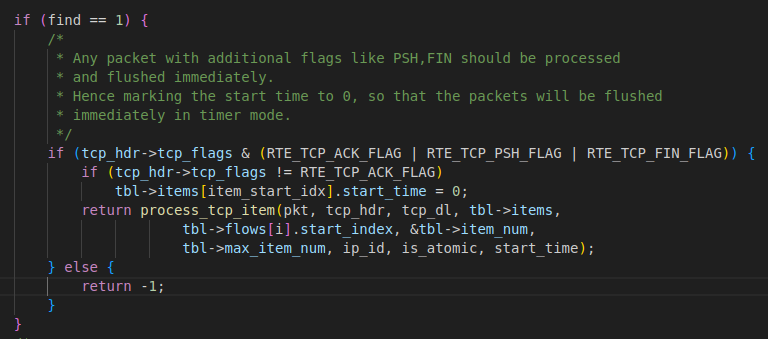 if (find == 1) {
    /*
     * Any packet with additional flags like PSH,FIN should be processed
     * and flushed immediately.
     * Hence marking the start time to 0, so that the packets will be flushed
     * immediately in timer mode.
     */
    if (tcp_hdr->tcp_flags & (RTE_TCP_ACK_FLAG | RTE_TCP_PSH_FLAG | RTE_TCP_FIN_FLAG)) {
        if (tcp_hdr->tcp_flags != RTE_TCP_ACK_FLAG)
            tbl->items[item_start_idx].start_time = 0;
        return process_tcp_item(pkt, tcp_hdr, tcp_dl, tbl->items,
                    tbl->flows[i].start_index, &tbl->item_num,
                    tbl->max_item_num, ip_id, is_atomic, start_time);
    } else {
        return -1;
    }
}